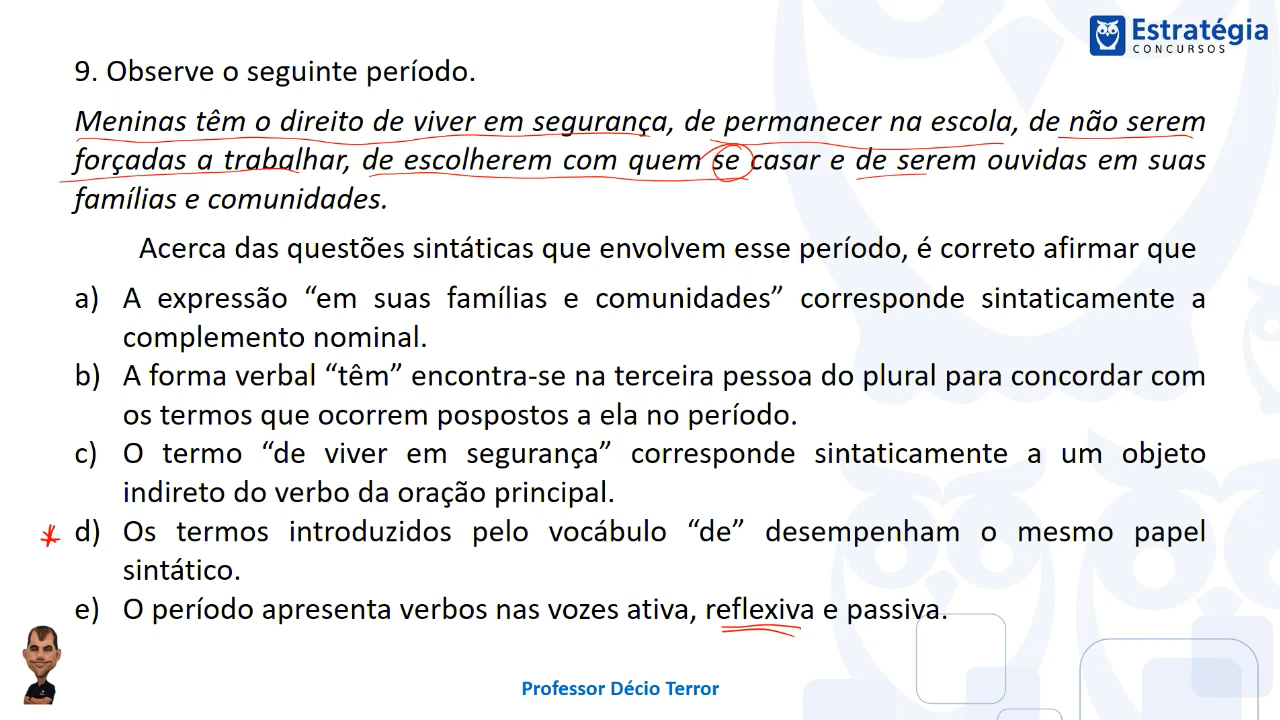 Estratégia
CONCURSOS
9. Observe o seguinte período.
Meninas têm o direito de viver em segurança, de permanecer na escola, de não serem
forçadas a trabalhar, de escolherem com quem se casar e de serem ouvidas em suas
famílias e comunidades.
Acerca das questões sintáticas que envolvem esse período, é correto afirmar que
a) A expressão “em suas famílias e comunidades” corresponde sintaticamente a
complemento nominal.
b) A forma verbal “têm” encontra-se na terceira pessoa do plural para concordar com
os termos que ocorrem pospostos a ela no período.
c) O termo “de viver em segurança” corresponde sintaticamente a um objeto
indireto do verbo da oração principal.
d) Os termos introduzidos pelo vocábulo “de” desempenham o mesmo papel
sintático.
e) O período apresenta verbos nas vozes ativa, reflexiva e passiva.
Professor Décio Terror